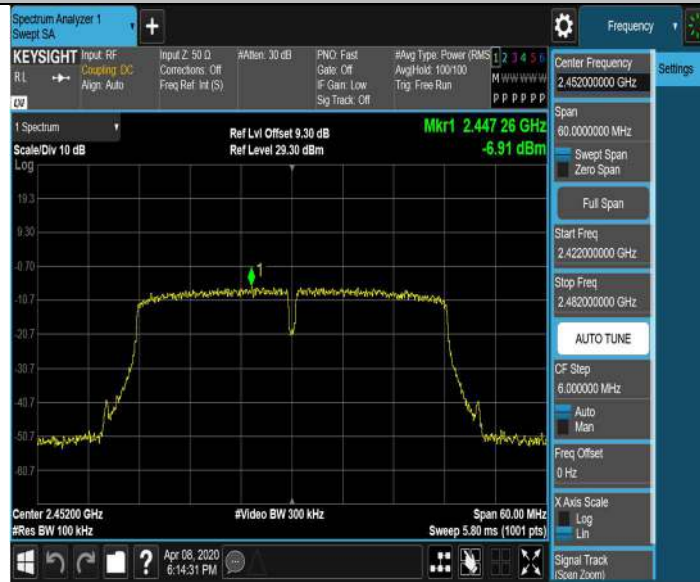 Spectrum Analyzer 1
Swept SA
+
Frequency
KEYSIGHT
RL
Input: RF
Coupling: DC
Align: Auto
Input Z: 50 Ω
Corrections: Off
Freq Ref: Int (S)
#Atten: 30 dB
PNO: Fast
Gate: Off
IF Gain: Low
Sig Track: Off
#Avg Type: Power (RMS
Avg|Hold: 100/100
Trig: Free Run
1 2 3 4 5 6
M W W W W W
P P P P P P
1 Spectrum
Scale/Div 10 dB
Log
Ref Lvl Offset 9.30 dB
Ref Level 29.30 dBm
Mkr1 2.447 26 GHz
-6.91 dBm
19.3
9.30
-0.70
-10.7
-20.7
-30.7
-40.7
-50.7
-60.7
1
Center 2.45200 GHz
#Res BW 100 kHz
#Video BW 300 kHz
Span 60.00 MHz
Sweep 5.80 ms (1001 pts)
?
Apr 08, 2020
6:14:31 PM
Center Frequency
2.452000000 GHz
Settings
Span
60.0000000 MHz
Swept Span
Zero Span
Full Span
Start Freq
2.422000000 GHz
Stop Freq
2.482000000 GHz
AUTO TUNE
CF Step
6.000000 MHz
Auto
Man
Freq Offset
0 Hz
X Axis Scale
Log
Lin
Signal Track
(Span Zoom)